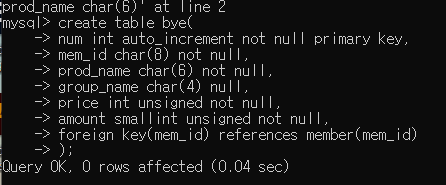 prod_name char(6)' at line 2
mysql> create table bye(
    -> num int auto_increment not null primary key,
    -> mem_id char(8) not null,
    -> prod_name char(6) not null,
    -> group_name char(4) null,
    -> price int unsigned not null,
    -> amount smallint unsigned not null,
    -> foreign key(mem_id) references member(mem_id)
    -> );
Query OK, 0 rows affected (0.04 sec)